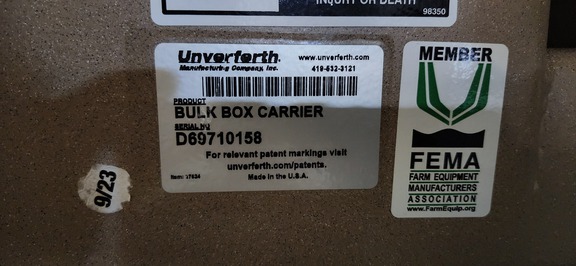 INJURY OR DEATH
98350
Unverferth. www.unverferth.com
Manufacturing Company, Inc. 419-532-3121
PRODUCT
BULK BOX CARRIER
SERIAL NO
D69710158
For relevant patent markings visit
unverferth.com/patents.
Made in the U.S.A.
9/23
MEMBER
FEMA
FARM EQUIPMENT
MANUFACTURERS
ASSOCIATION
www.FarmEquip.org